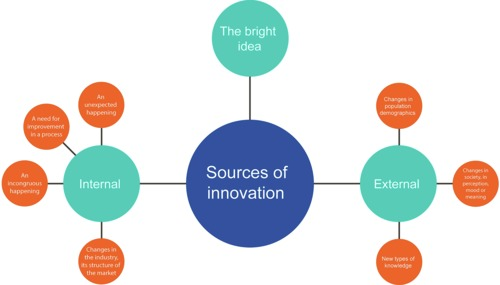 The bright
idea
An
unexpected
happening
A need for
improvement
in a process
An
incongruous
happening
Internal
Changes in
the industry,
its structure of
the market
Sources of
innovation
Changes in
population
demographics
External
Changes in
society, in
perception,
mood or
meaning
New types of
knowledge